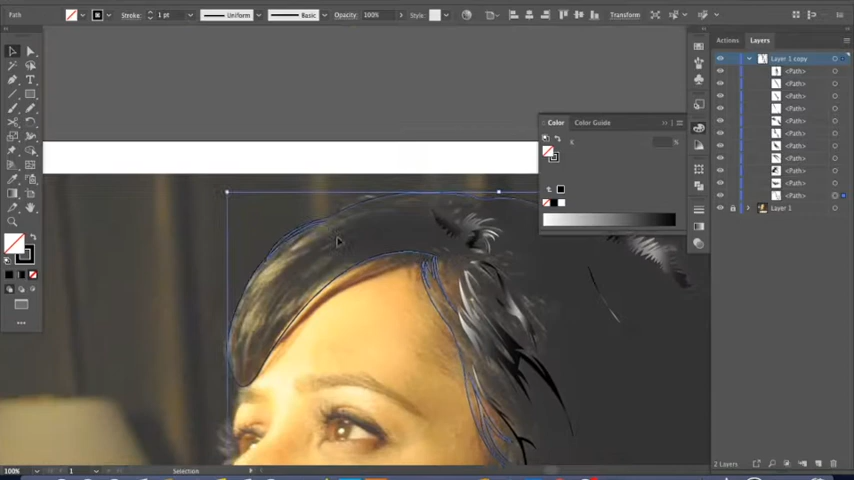 Path Stroke: 1 pt Uniform Basic Opacity: 100% Style: Transform
Actions Layers
Layer 1 copy
<Path>
<Path>
<Path>
<Path>
<Path>
<Path>
<Path>
<Path>
<Path>
<Path>
<Path>
Layer 1
Color Color Guide
K %
T
100% 1 Selection
2 Layers